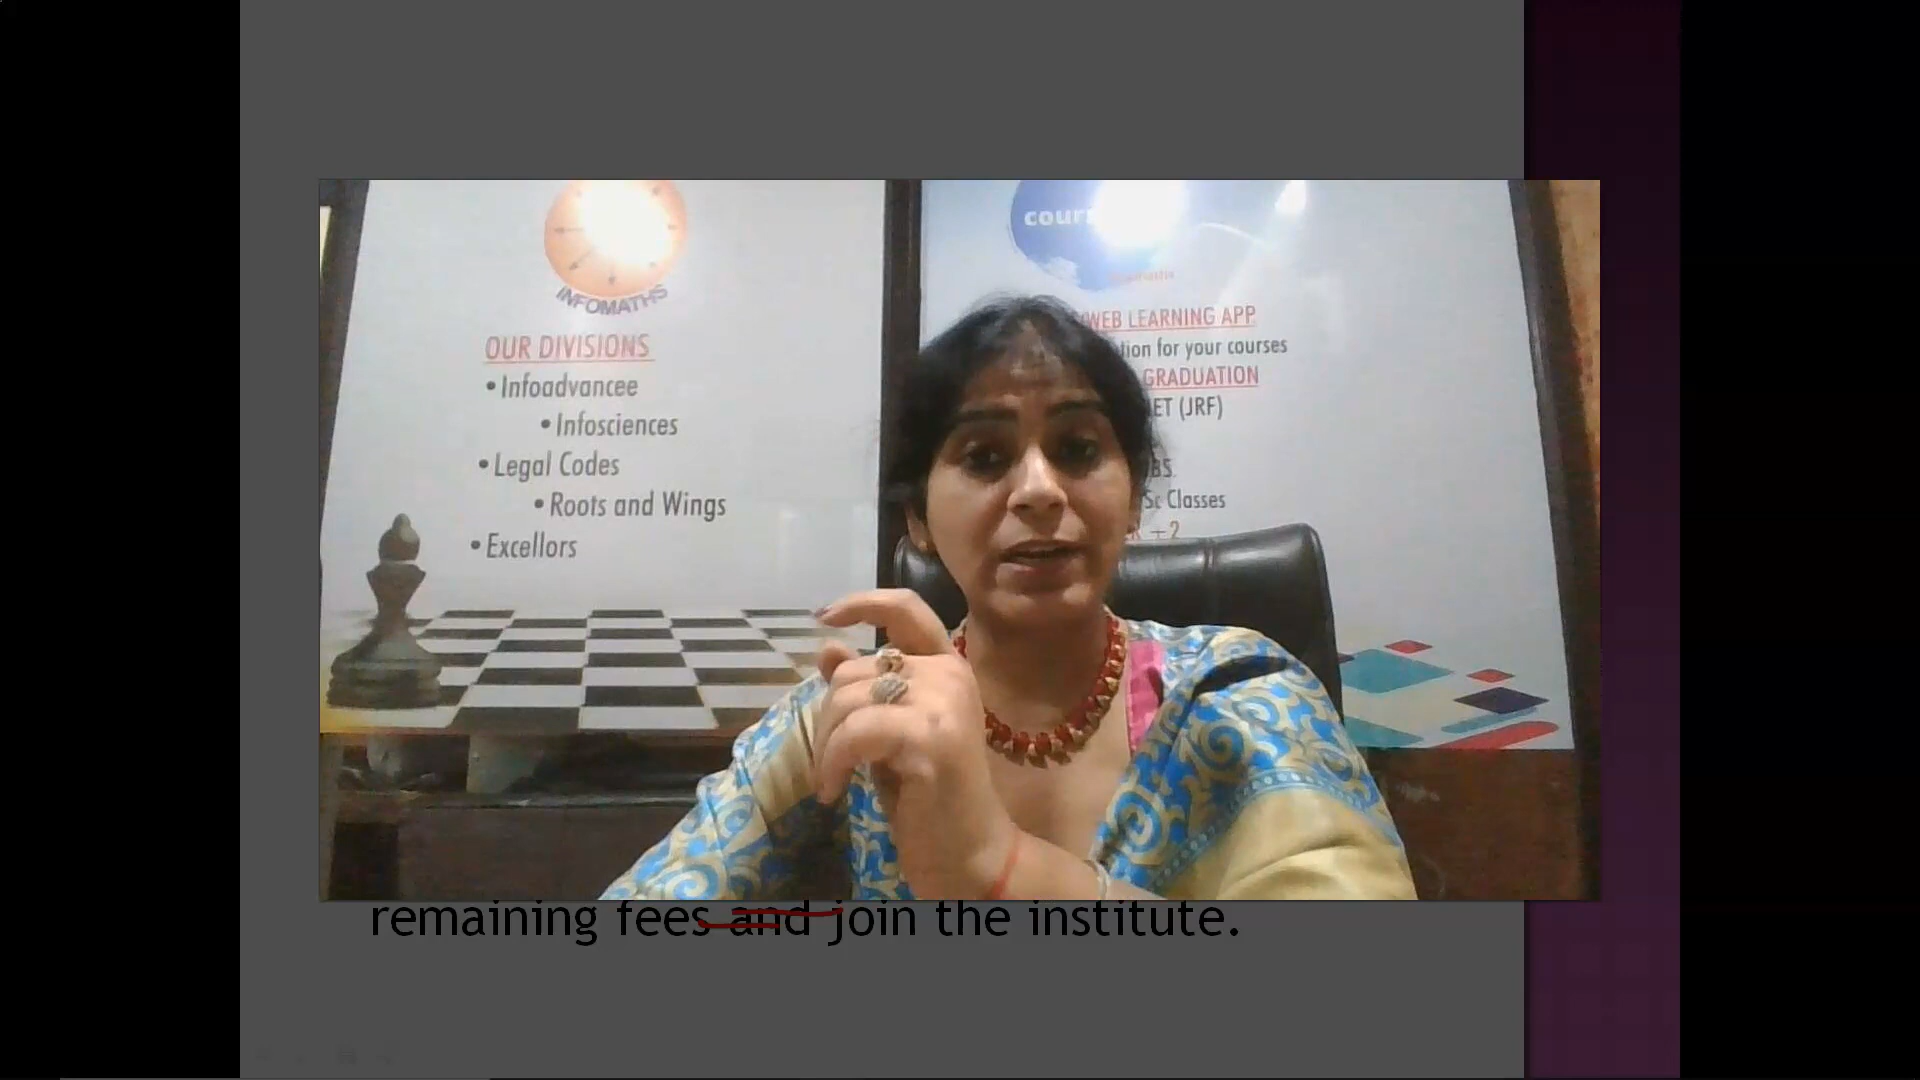 INFOMATHS
OUR DIVISIONS
• Infoadvancee
• Infosciences
• Legal Codes
• Roots and Wings
• Excellors
WEB LEARNING APP
for your courses
GRADUATION
(JRF)
Classes
+2
remaining fees and join the institute.